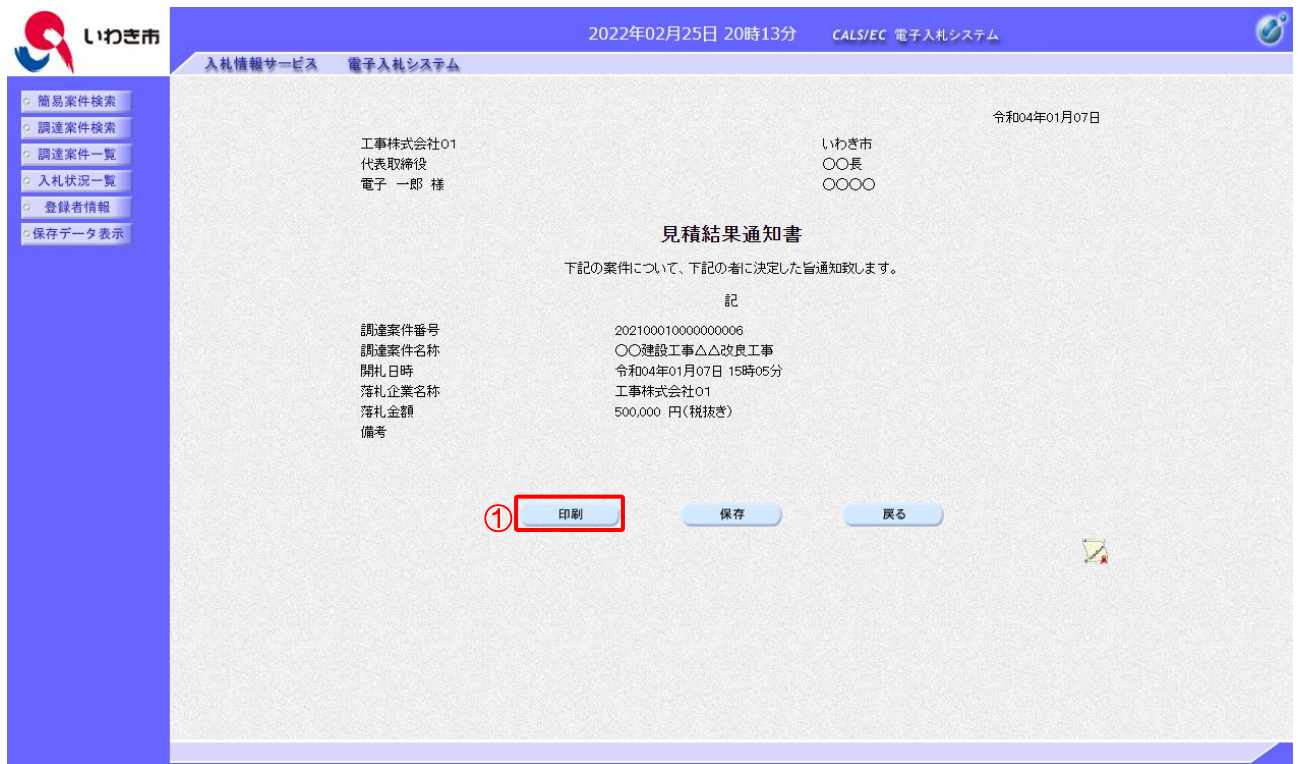 いわき市
2022年02月25日 20時13分 CALS/EC 電子入札システム
入札情報サービス 電子入札システム
簡易案件検索
調達案件検索
調達案件一覧
入札状況一覧
登録者情報
保存データ表示
令和04年01月07日
工事株式会社01 いわき市
代表取締役 〇〇長
電子 一郎 様 〇〇〇〇
見積結果通知書
下記の案件について、下記の者に決定した旨通知致します。
記
調達案件番号 202100010000000006
調達案件名称 〇〇建設工事△△改良工事
開札日時 令和04年01月07日 15時05分
落札企業名称 工事株式会社01
落札金額 500,000 円(税抜き)
備考
① 印刷 保存 戻る